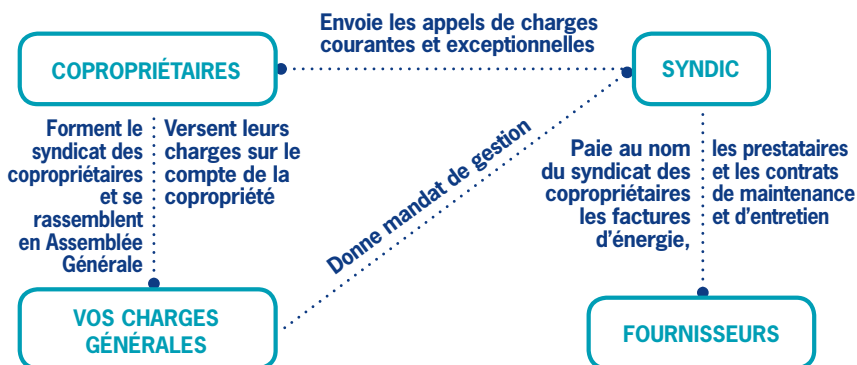 Envoie les appels de charges
courantes et exceptionnelles
COPROPRIÉTAIRES
SYNDIC
Forment le
syndicat des
copropriétaires
et se
rassemblent
en Assemblée
Générale
Versent leurs
charges sur le
compte de la
copropriété
Donne mandat de gestion
Paie au nom
du syndicat des
copropriétaires
les factures
d’énergie,
les prestataires
et les contrats
de maintenance
et d’entretien
VOS CHARGES
GÉNÉRALES
FOURNISSEURS